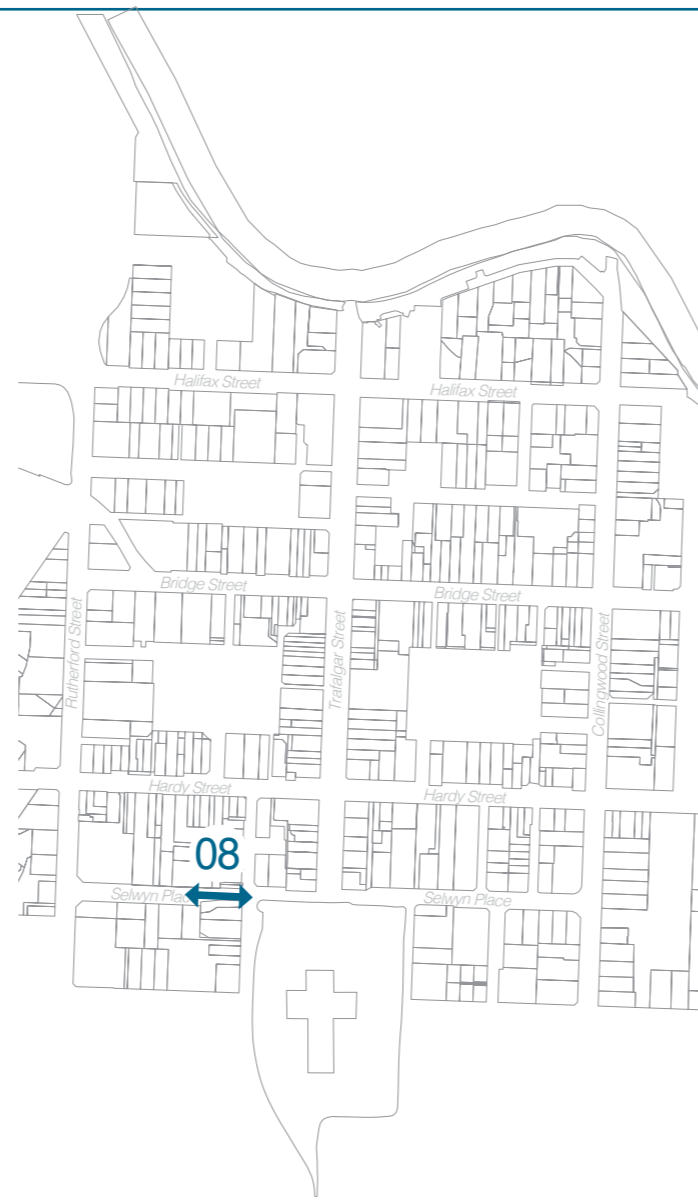 Halifax Street
Halifax Street
Bridge Street
Bridge Street
Rutherford Street
Trafalgar Street
Collingwood Street
Hardy Street
Hardy Street
08
Selwyn Plac
Selwyn Place